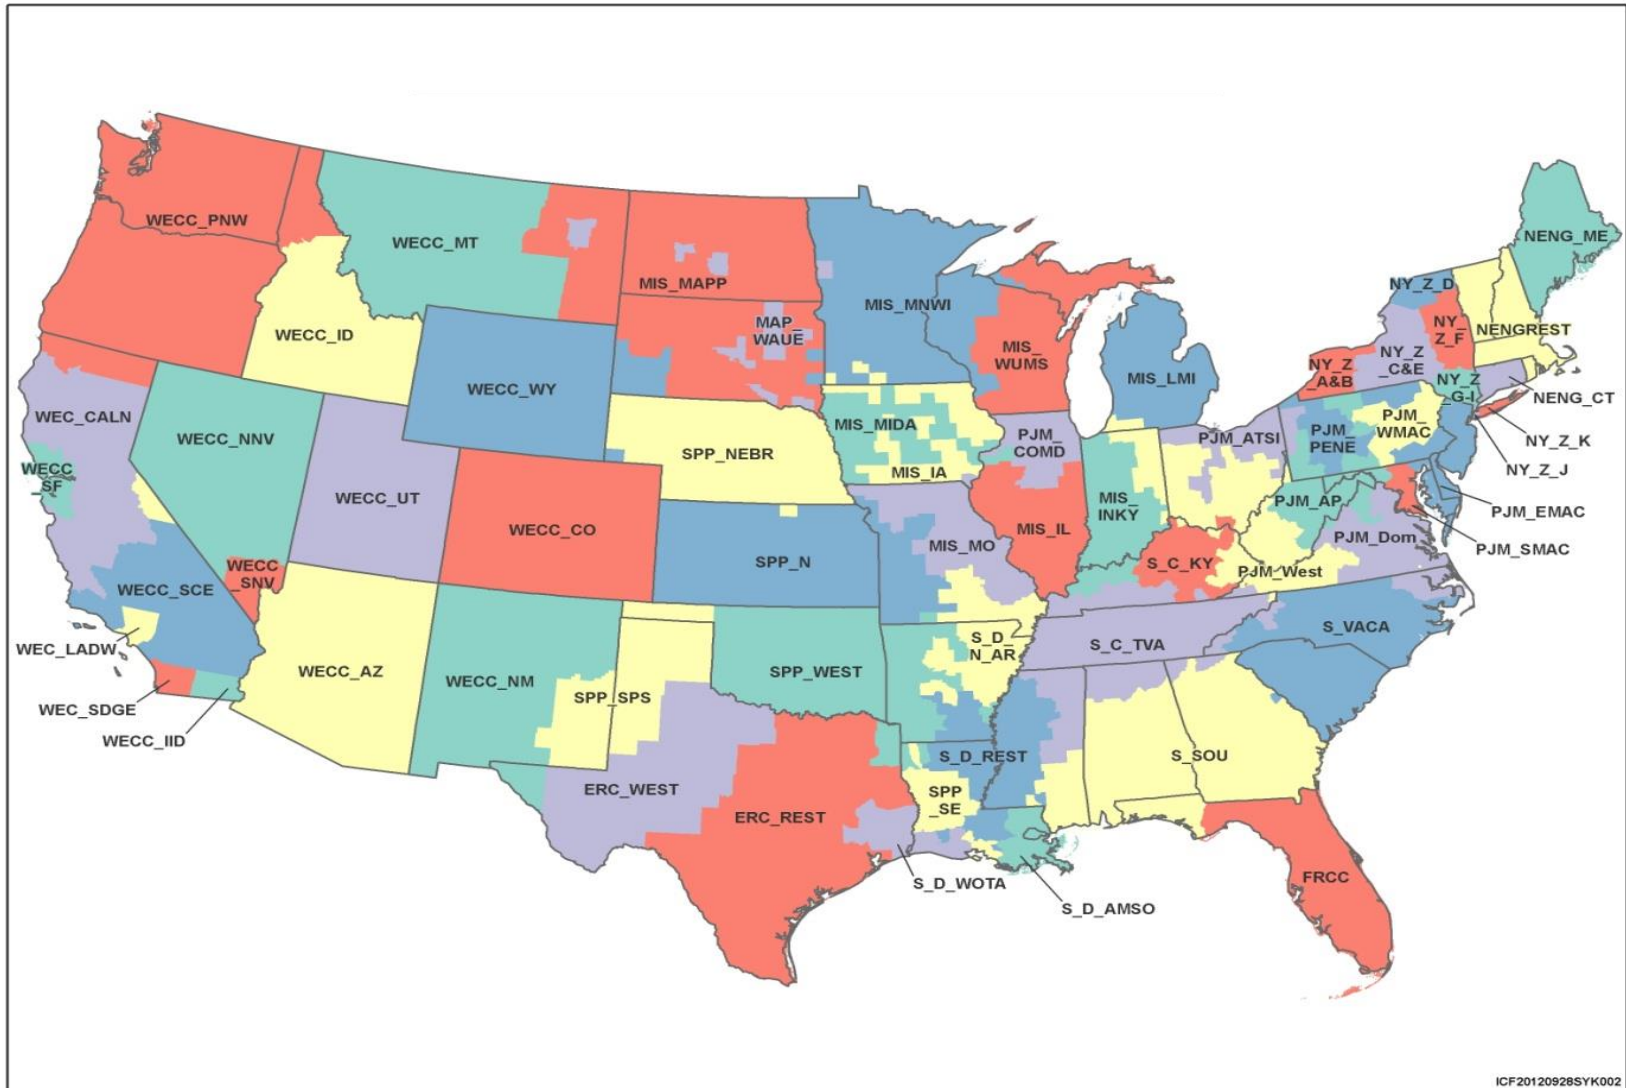 WECC_PNW
WECC_MT
MIS_MAPP
MAP_
WAUE
MIS_MNWI
MIS_
WUMS
MIS_LMI
NENG_ME
NY_Z_D
NENGREST
NY_
Z_F
NY_Z
_C&E
NY_Z
_A&B
NY_Z
_G-I
NENG_CT
NY_Z_K
NY_Z_J
WECC_ID
WECC_WY
WEC_CALN
WECC_NNV
WECC
_SF
WECC_UT
WECC_CO
SPP_NEBR
MIS_MIDA
MIS_IA
PJM_
COMD
PJM_ATSI
PJM_
PENE
PJM_
WMAC
PJM_EMAC
PJM_SMAC
MIS_IL
MIS_
INKY
PJM_AP
PJM_Dom
PJM_West
S_C_KY
MIS_MO
SPP_N
WECC
_SNV
WECC_SCE
WEC_LADW
WEC_SDGE
WECC_IID
WECC_AZ
WECC_NM
SPP_SPS
SPP_WEST
S_D_
N_AR
S_C_TVA
S_VACA
S_SOU
S_D_REST
SPP
_SE
ERC_WEST
ERC_REST
S_D_WOTA
S_D_AMSO
FRCC
ICF20120928SYK002